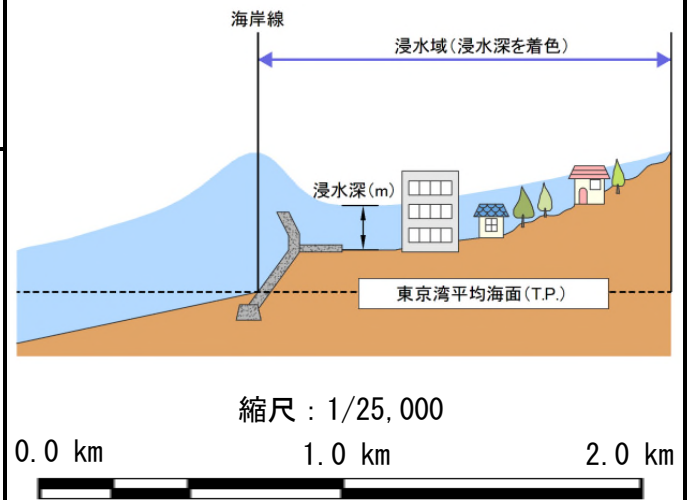 海岸線
浸水域（浸水深を着色）
浸水深（m）
東京湾平均海面（T.P.）
縮尺：1/25,000
0.0 km 1.0 km 2.0 km